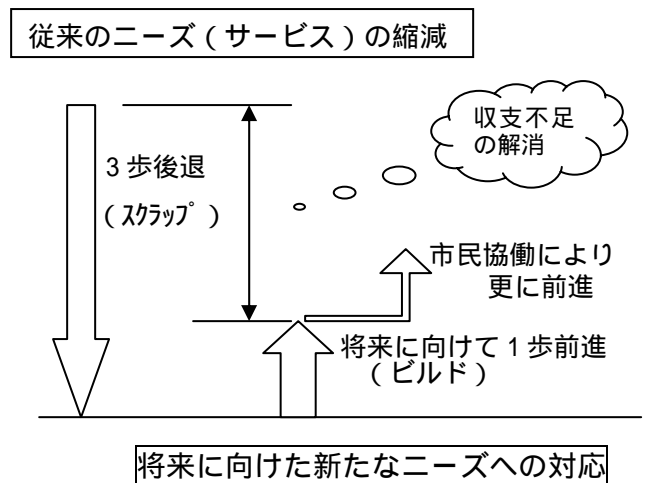 従来のニーズ（サービス）の縮減
収支不足
の解消
3歩後退
（ｽｸﾗｯﾌﾟ）
市民協働により
更に前進
将来に向けて1歩前進
（ビルド）
将来に向けた新たなニーズへの対応